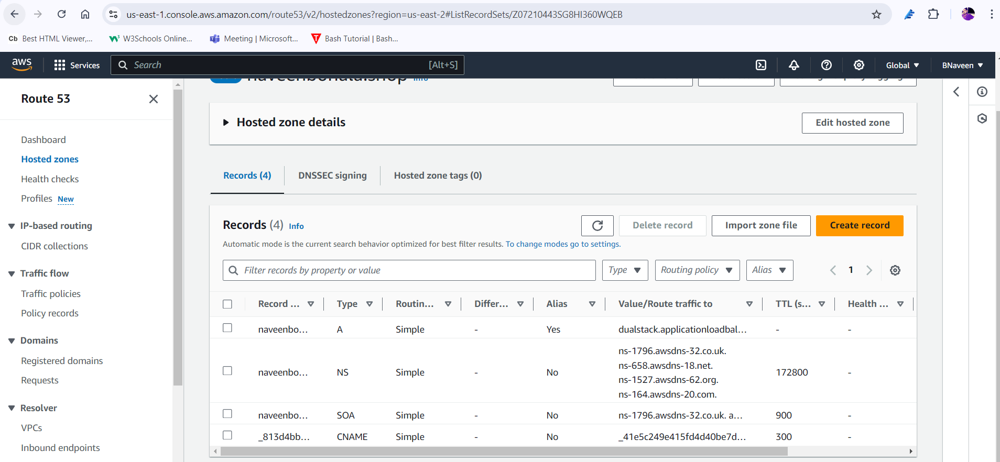 us-east-1.console.aws.amazon.com/route53/v2/hostedzones?region=us-east-2#ListRecordSets/Z07210443SG8HI360WQEB
Cb Best HTML Viewer,... W3Schools Online... Meeting | Microsoft... Bash Tutorial | Bash...
aws Services Search [Alt+S] Global BNaveen
Route 53
Dashboard
Hosted zones
Health checks
Profiles New
IP-based routing
CIDR collections
Traffic flow
Traffic policies
Policy records
Domains
Registered domains
Requests
Resolver
VPCs
Inbound endpoints
Info
Hosted zone details Edit hosted zone
Records (4) DNSSEC signing Hosted zone tags (0)
Records (4) Info Delete record Import zone file Create record
Automatic mode is the current search behavior optimized for best filter results. To change modes go to settings.
Filter records by property or value Type Routing policy Alias 1
Record ... Type Routin... Differ... Alias Value/Route traffic to TTL (s... Health ...
naveenbo... A Simple - Yes dualstack.applicationloadbal... - -
ns-1796.awsdns-32.co.uk.
ns-658.awsdns-18.net.
naveenbo... NS Simple - No 172800 -
ns-1527.awsdns-62.org.
ns-164.awsdns-20.com.
naveenbo... SOA Simple - No ns-1796.awsdns-32.co.uk. a... 900 -
_813d4bb... CNAME Simple - No _41e5c249e415fd4d40be7d... 300 -